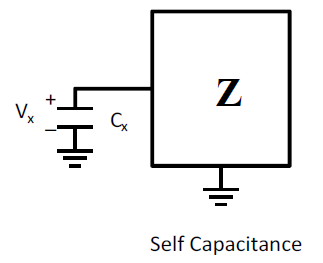 Z
+
Vx
–
Cx
Self Capacitance